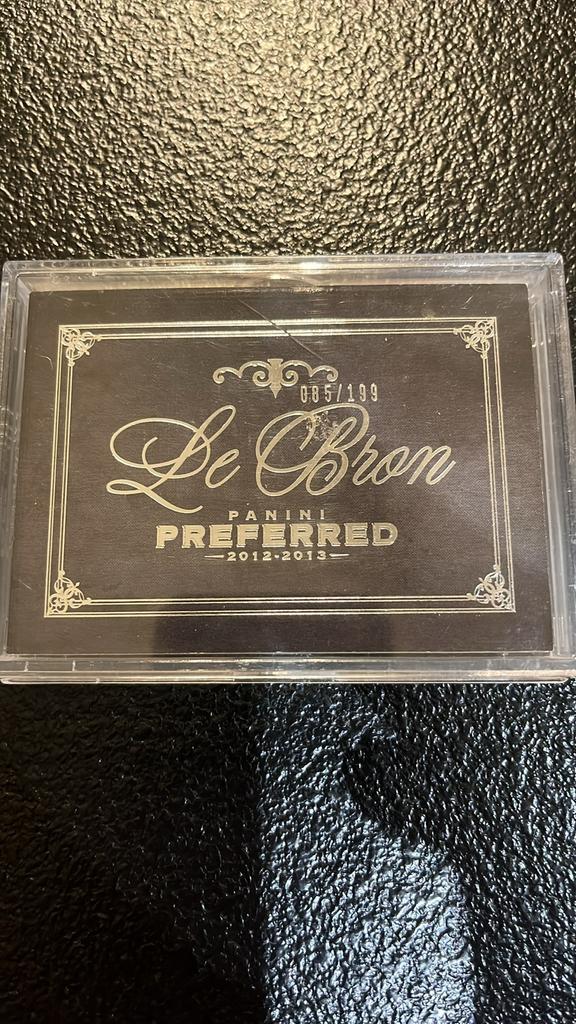 085/199
Le Bron
PANINI
PREFERRED
2012-2013